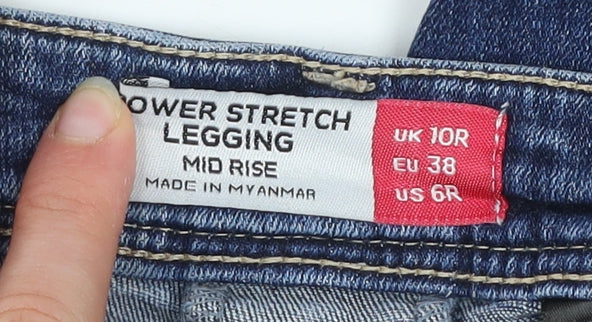 OWER STRETCH
LEGGING
MID RISE
MADE IN MYANMAR
UK 10R
EU 38
US 6R